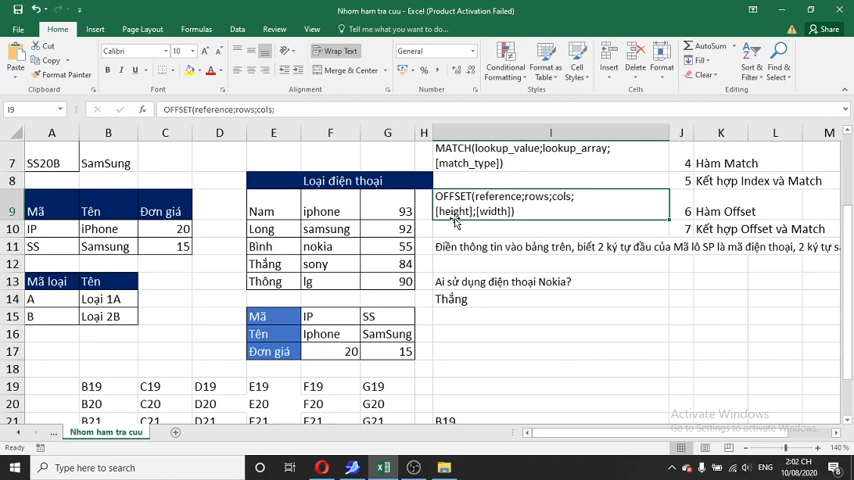 Nhom ham tra cuu - Excel (Product Activation Failed)
File Home Insert Page Layout Formulas Data Review View Tell me what you want to do... Share
Paste Cut Copy Format Painter
Calibri 10 Wrap Text General AutoSum
B I U Merge & Center Conditional Formatting Format as Table Cell Styles Insert Delete Format Fill Clear Sort & Filter Find & Select
Clipboard Font Alignment Number Styles Cells Editing
I9 fx OFFSET(reference;rows;cols;
A B C D E F G H I J K L M
7 SS20B SamSung MATCH(lookup_value;lookup_array;
[match_type]) 4 Hàm Match
8 Loại điện thoại 5 Kết hợp Index và Match
9 Mã Tên Đơn giá Nam iphone 93 OFFSET(reference;rows;cols;
[height];[width]) 6 Hàm Offset
10 IP iPhone 20 Long samsung 92 7 Kết hợp Offset và Match
11 SS Samsung 15 Bình nokia 55 Điền thông tin vào bảng trên, biết 2 ký tự đầu của Mã lô SP là mã điện thoại, 2 ký tự s
12 Thắng sony 84
13 Mã loại Tên Thông lg 90 Ai sử dụng điện thoại Nokia?
14 A Loại 1A Thắng
15 B Loại 2B Mã IP SS
16 Tên Iphone SamSung
17 Đơn giá 20 15
18
19 B19 C19 D19 E19 F19 G19
20 B20 C20 D20 E20 F20 G20
21 B21 C21 D21 E21 F21 G21 B19
Activate Windows
Go to Settings to activate Windows.
... Nhom ham tra cuu
Ready 140 %
Type here to search ENG 2:02 CH
10/08/2020